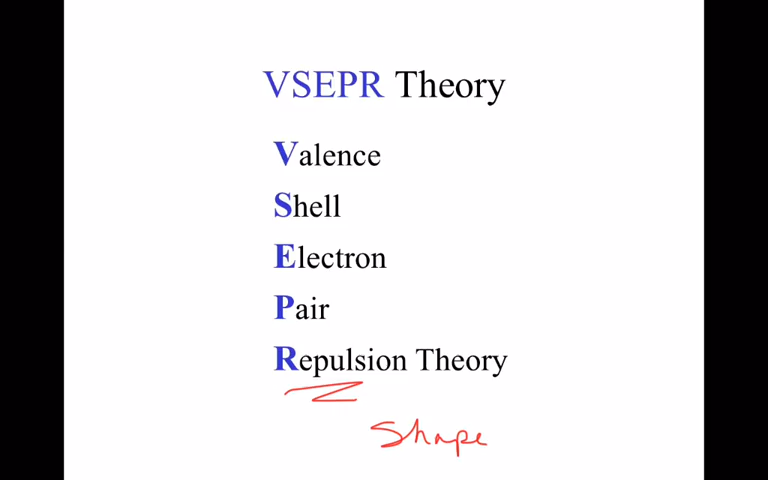 VSEPR Theory
Valence
Shell
Electron
Pair
Repulsion Theory
Shape